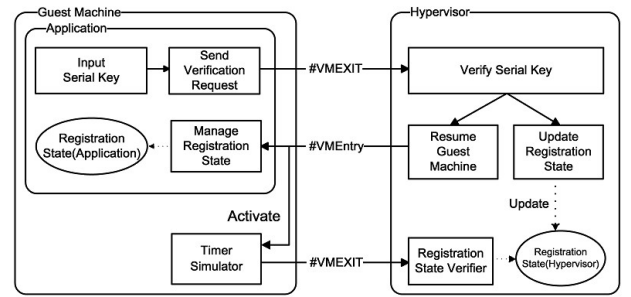 Guest Machine
Hypervisor
Application
Input
Serial Key
Send
Verification
Request
#VMEXIT
Verify Serial Key
Registration
State(Application)
Manage
Registration
State
#VMEntry
Resume
Guest
Machine
Update
Registration
State
Activate
Update
Timer
Simulator
#VMEXIT
Registration
State Verifier
Registration
State(Hypervisor)